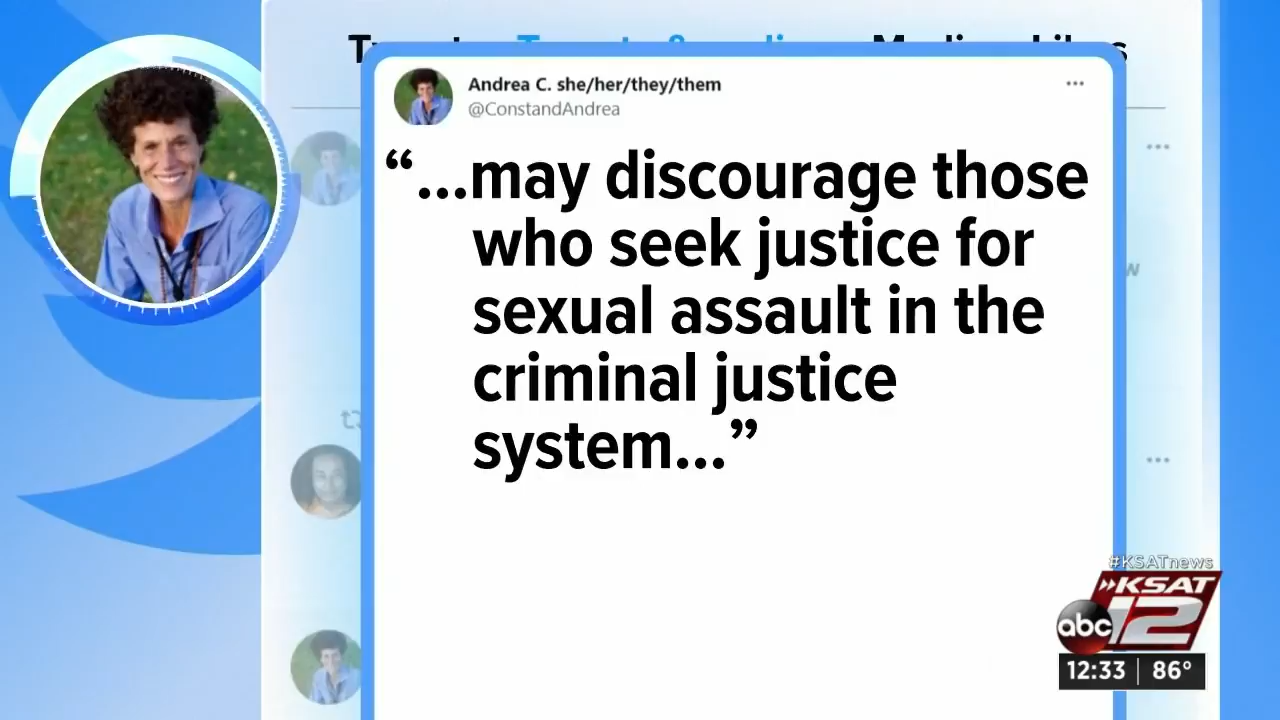 Andrea C. she/her/they/them
@ConstandAndrea
“...may discourage those
who seek justice for
sexual assault in the
criminal justice
system...”
#KSATnews
KSAT
abc 12
12:33 | 86°